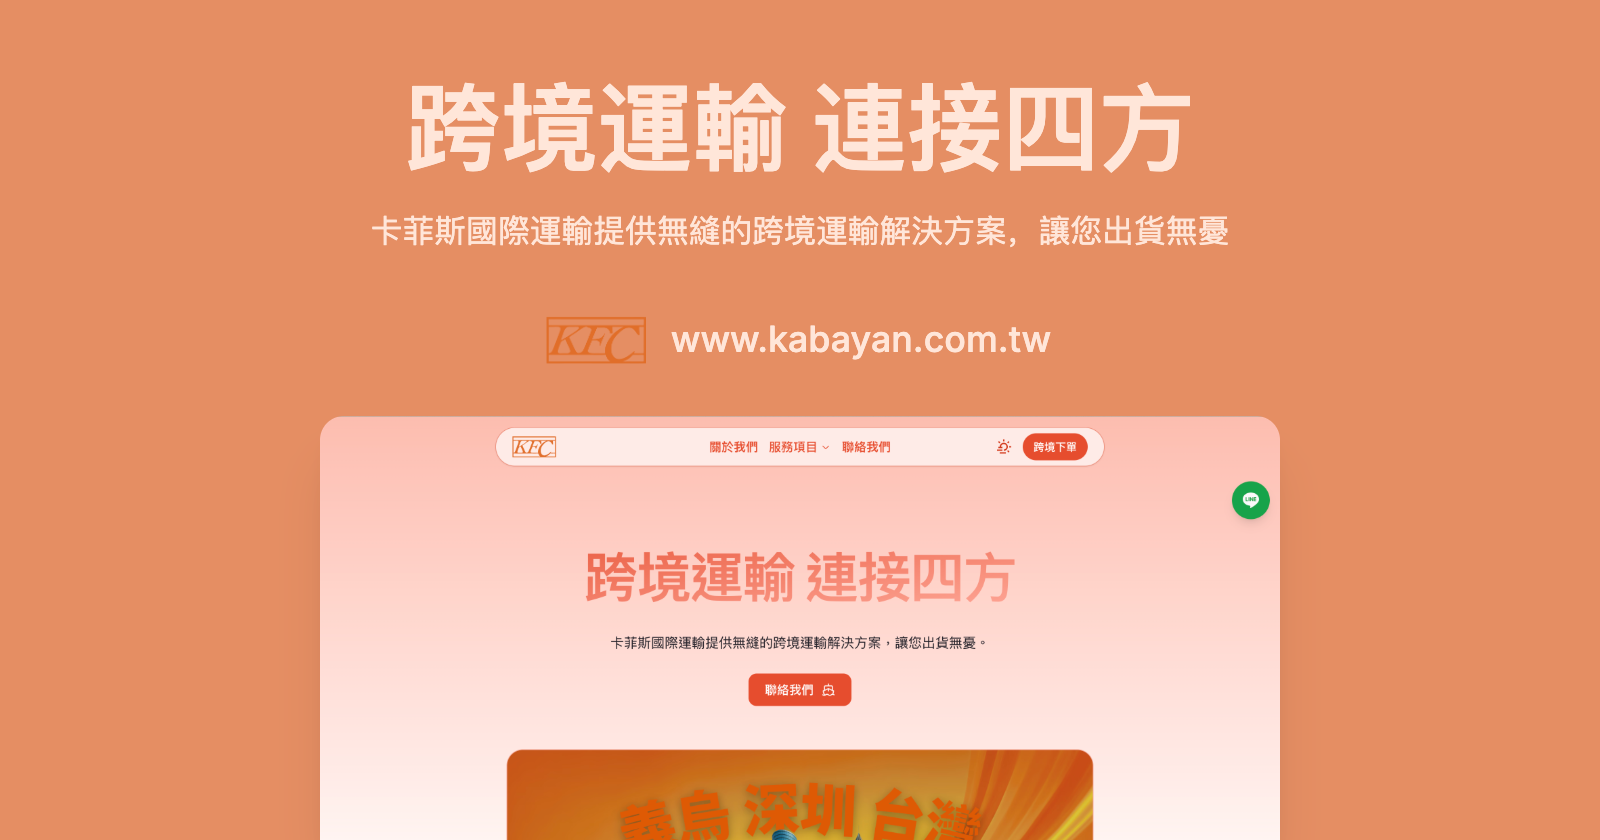 跨境運輸 連接四方
卡菲斯國際運輸提供無縫的跨境運輸解決方案，讓您出貨無憂
KFC www.kabayan.com.tw
KFC 關於我們 服務項目 聯絡我們 跨境下單
LINE
跨境運輸 連接四方
卡菲斯國際運輸提供無縫的跨境運輸解決方案，讓您出貨無憂。
聯絡我們
義烏 深圳 台灣